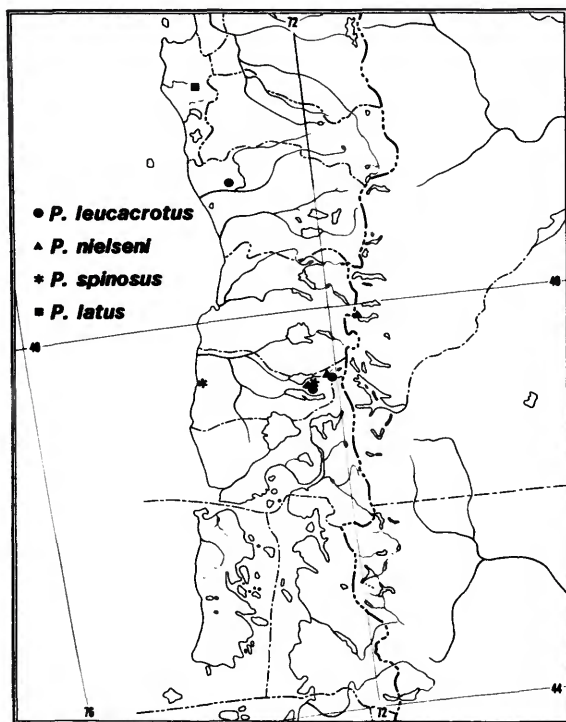 72
● P. leucacrotus
▲ P. nielseni
✱ P. spinosus
■ P. latus
40
40
76
72
44